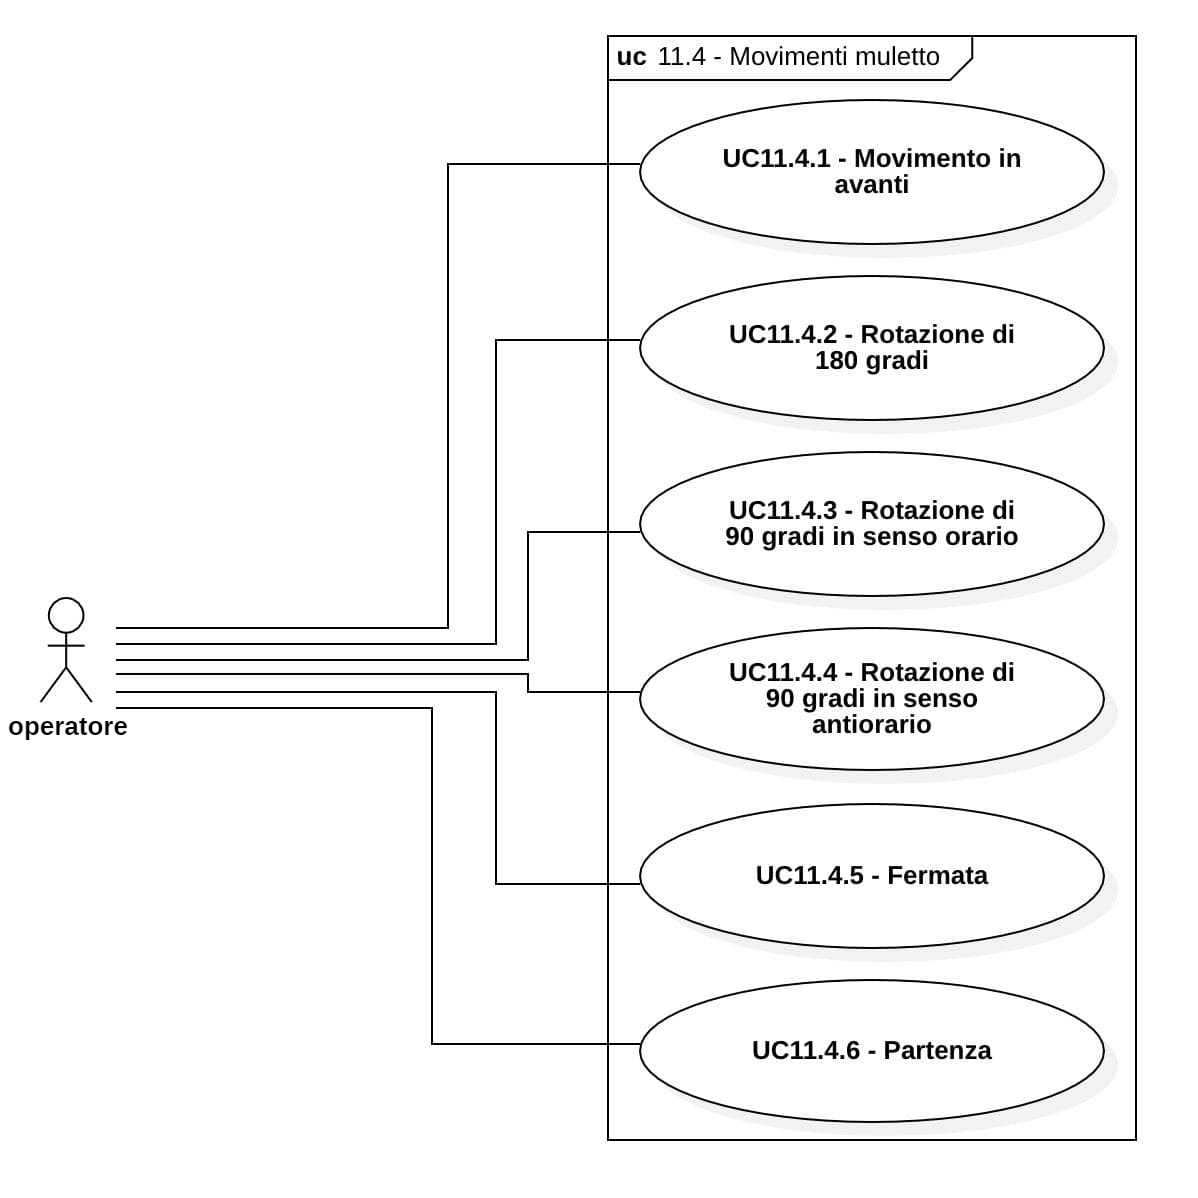 uc 11.4 - Movimenti muletto
UC11.4.1 - Movimento in
avanti
UC11.4.2 - Rotazione di
180 gradi
UC11.4.3 - Rotazione di
90 gradi in senso orario
UC11.4.4 - Rotazione di
90 gradi in senso
antiorario
operatore
UC11.4.5 - Fermata
UC11.4.6 - Partenza